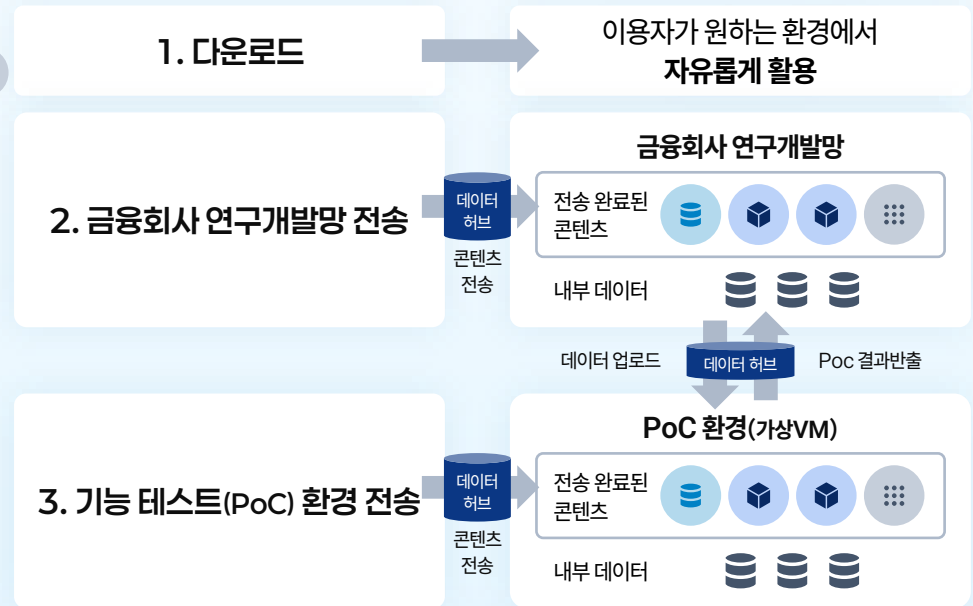 1. 다운로드
이용자가 원하는 환경에서
자유롭게 활용
2. 금융회사 연구개발망 전송
데이터
허브
콘텐츠
전송
금융회사 연구개발망
전송 완료된
콘텐츠
내부 데이터
데이터 업로드
데이터 허브
Poc 결과반출
3. 기능 테스트(PoC) 환경 전송
데이터
허브
콘텐츠
전송
PoC 환경(가상VM)
전송 완료된
콘텐츠
내부 데이터